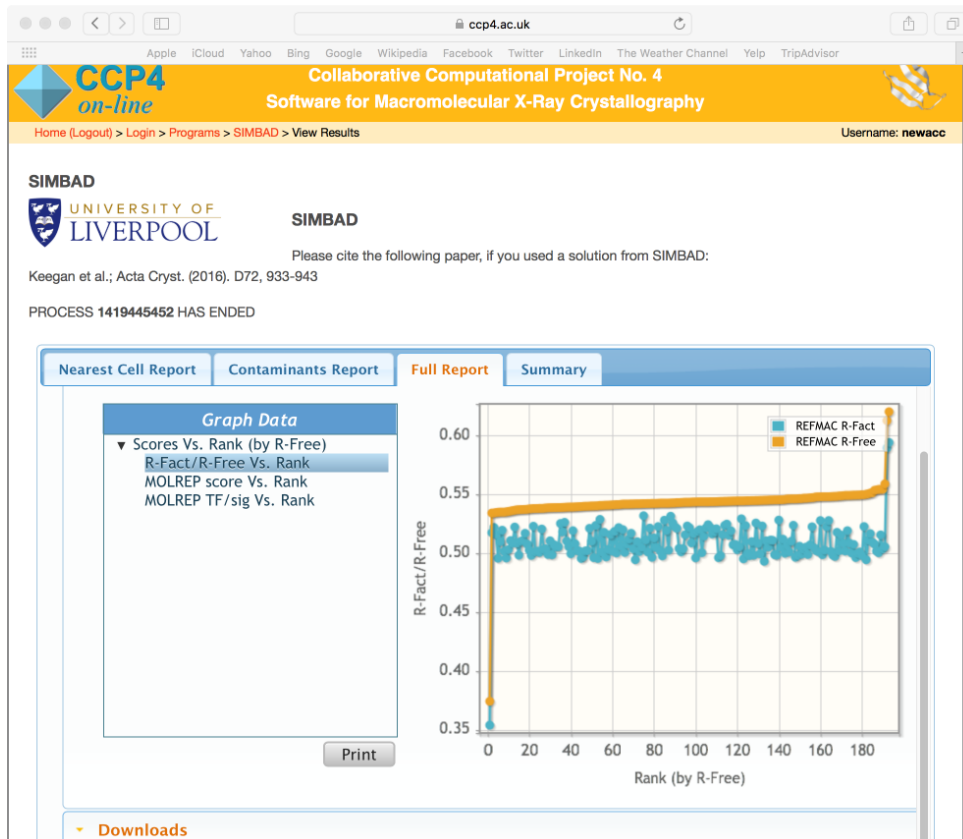 ccp4.ac.uk
Apple iCloud Yahoo Bing Google Wikipedia Facebook Twitter LinkedIn The Weather Channel Yelp TripAdvisor
CCP4
on-line
Collaborative Computational Project No. 4
Software for Macromolecular X-Ray Crystallography
Home (Logout) > Login > Programs > SIMBAD > View Results
Username: newacc
SIMBAD
UNIVERSITY OF
LIVERPOOL
SIMBAD
Please cite the following paper, if you used a solution from SIMBAD:
Keegan et al.; Acta Cryst. (2016). D72, 933-943
PROCESS 1419445452 HAS ENDED
Nearest Cell Report Contaminants Report Full Report Summary
Graph Data
▼ Scores Vs. Rank (by R-Free)
R-Fact/R-Free Vs. Rank
MOLREP score Vs. Rank
MOLREP TF/sig Vs. Rank
Print
REFMAC R-Fact
REFMAC R-Free
R-Fact/R-Free
0.60
0.55
0.50
0.45
0.40
0.35
0 20 40 60 80 100 120 140 160 180
Rank (by R-Free)
Downloads